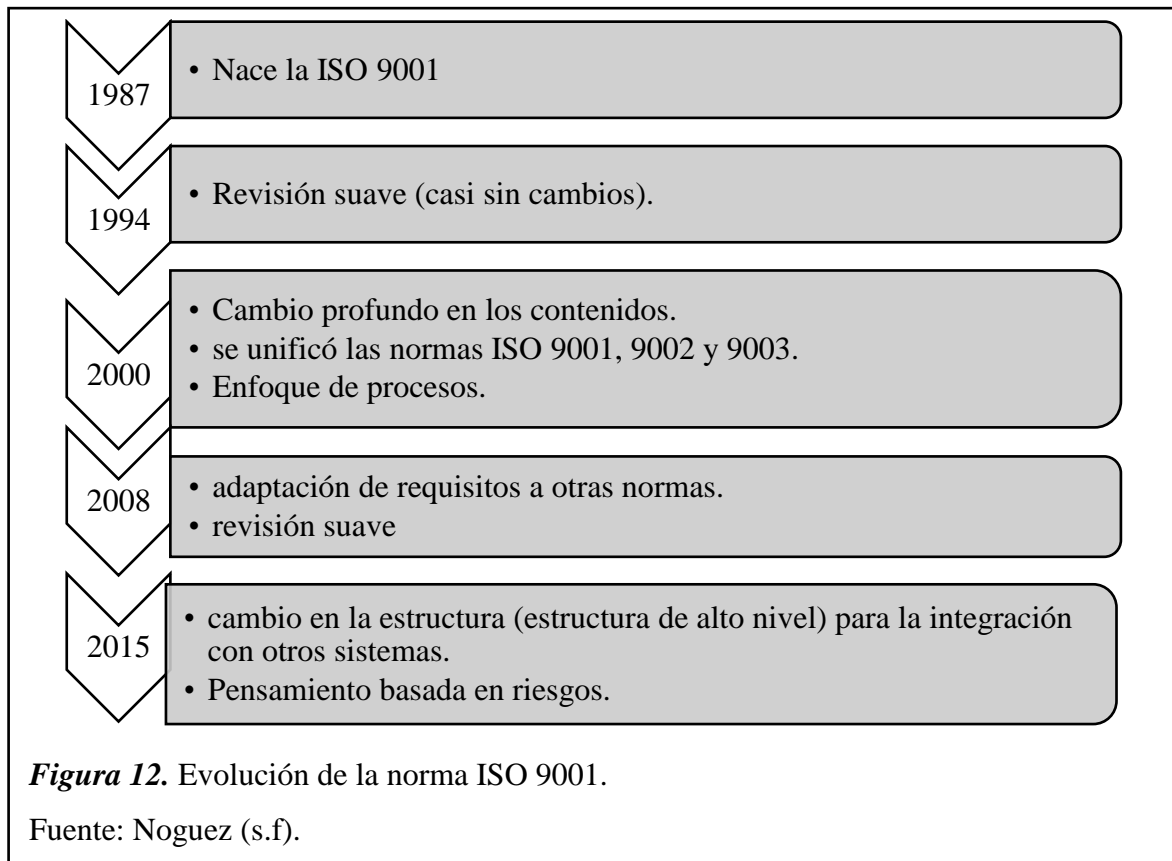 1987
• Nace la ISO 9001
1994
• Revisión suave (casi sin cambios).
2000
• Cambio profundo en los contenidos.
• se unificó las normas ISO 9001, 9002 y 9003.
• Enfoque de procesos.
2008
• adaptación de requisitos a otras normas.
• revisión suave
2015
• cambio en la estructura (estructura de alto nivel) para la integración
con otros sistemas.
• Pensamiento basada en riesgos.
Figura 12. Evolución de la norma ISO 9001.
Fuente: Noguez (s.f).